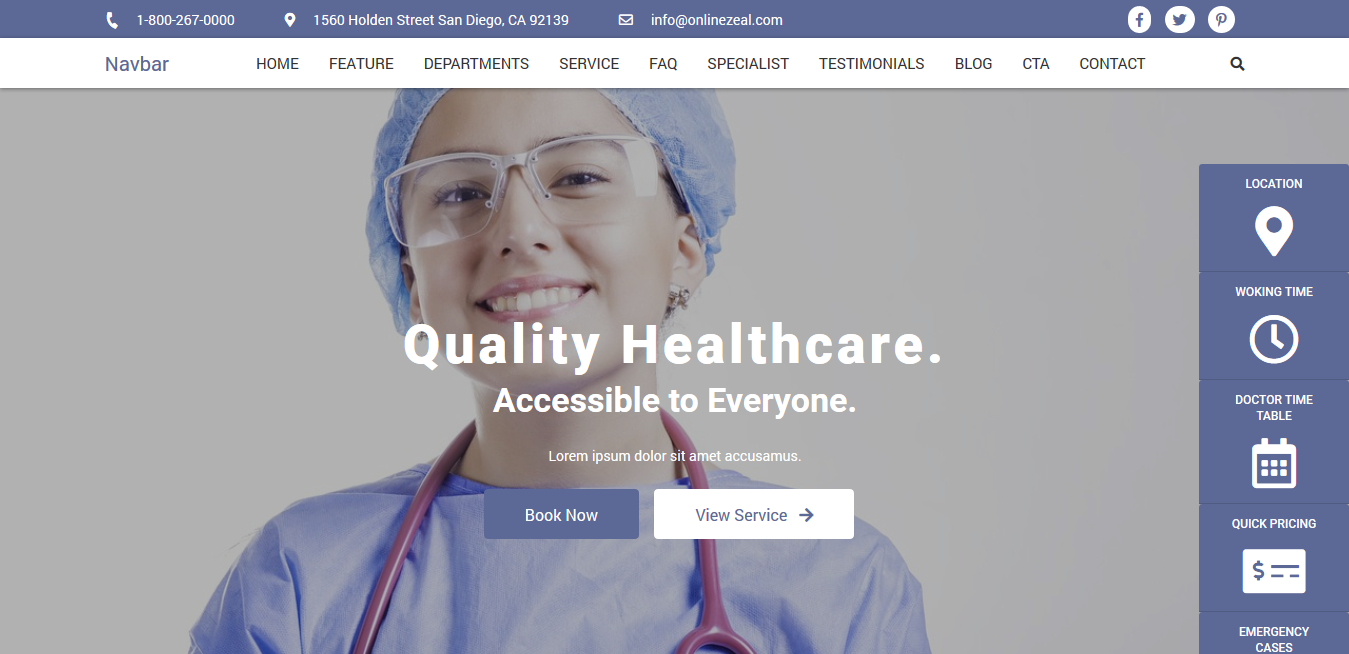 1-800-267-0000 1560 Holden Street San Diego, CA 92139 info@onlinezeal.com
Navbar HOME FEATURE DEPARTMENTS SERVICE FAQ SPECIALIST TESTIMONIALS BLOG CTA CONTACT
Quality Healthcare.
Accessible to Everyone.
Lorem ipsum dolor sit amet accusamus.
Book Now View Service
LOCATION
WOKING TIME
DOCTOR TIME
TABLE
QUICK PRICING
$
EMERGENCY
CASES